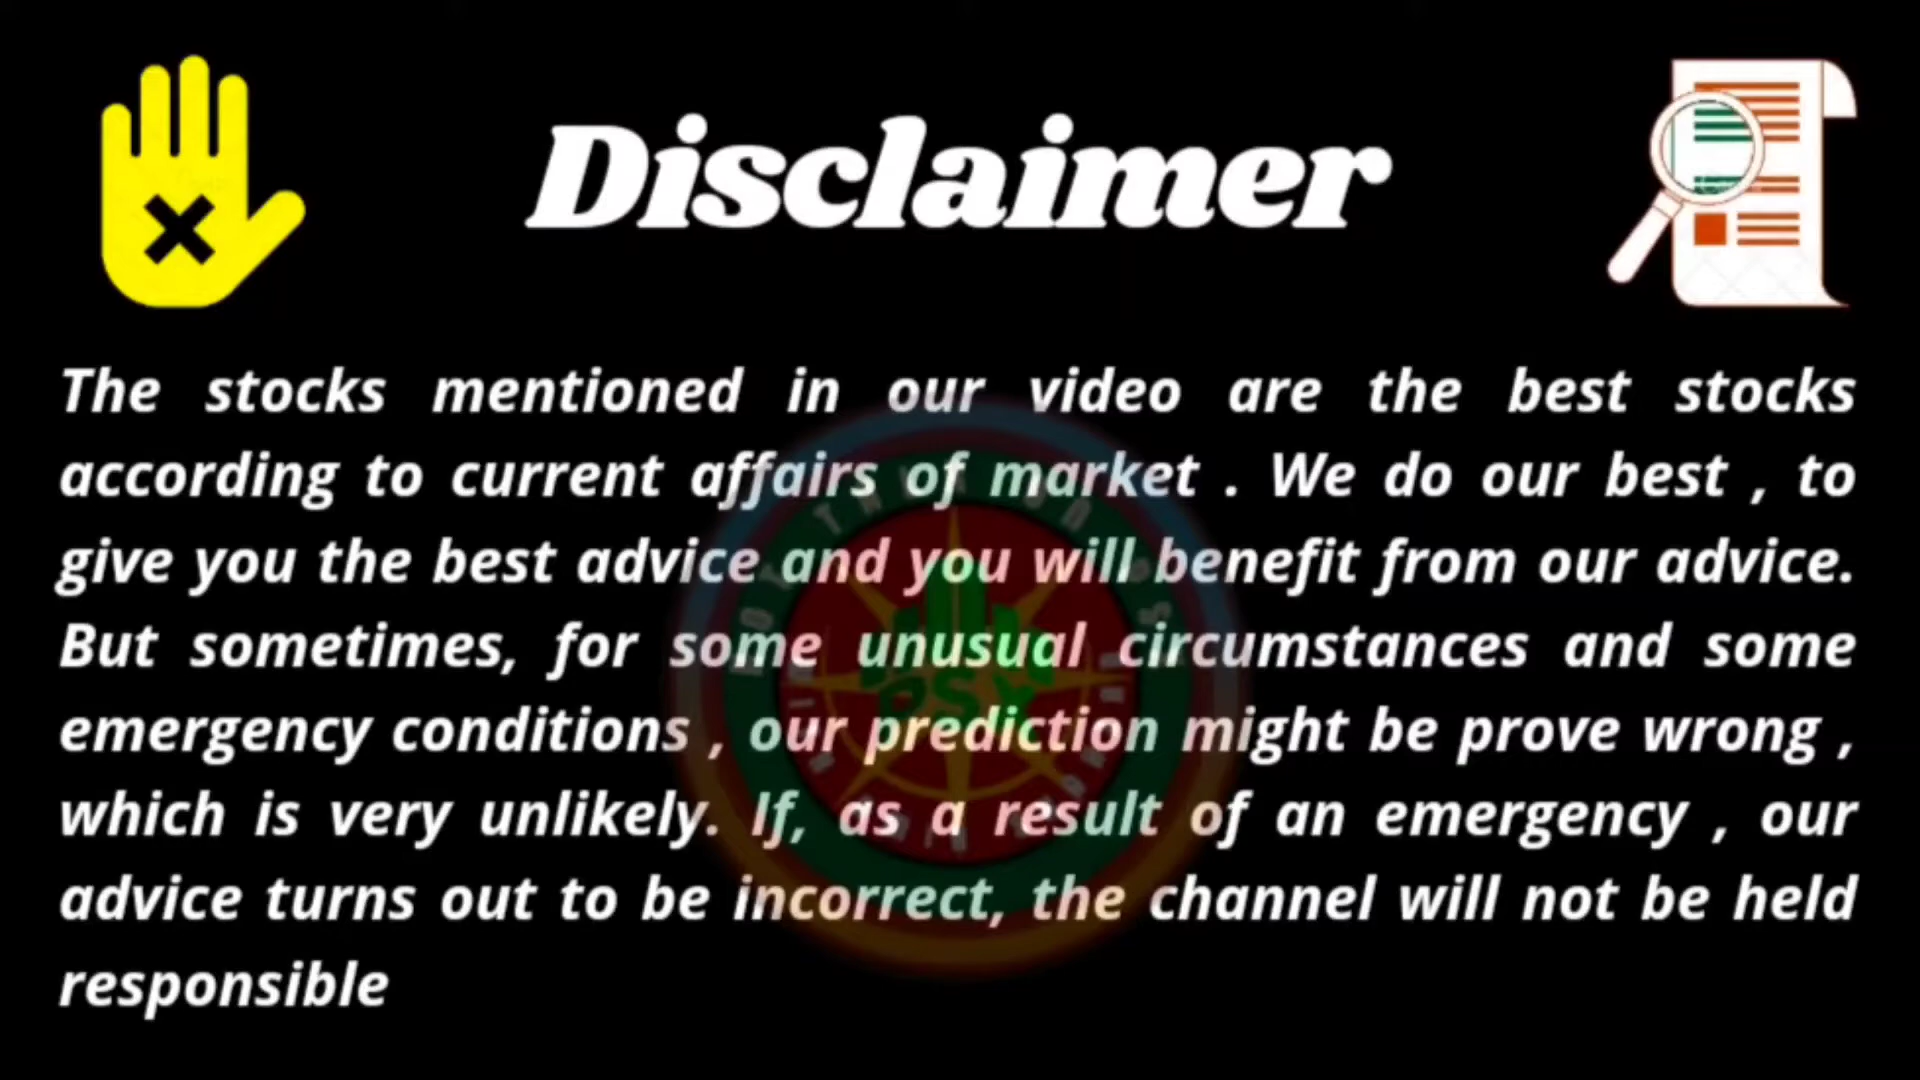 Disclaimer
The stocks mentioned in our video are the best stocks
according to current affairs of market . We do our best , to
give you the best advice and you will benefit from our advice.
But sometimes, for some unusual circumstances and some
emergency conditions , our prediction might be prove wrong ,
which is very unlikely. If, as a result of an emergency , our
advice turns out to be incorrect, the channel will not be held
responsible